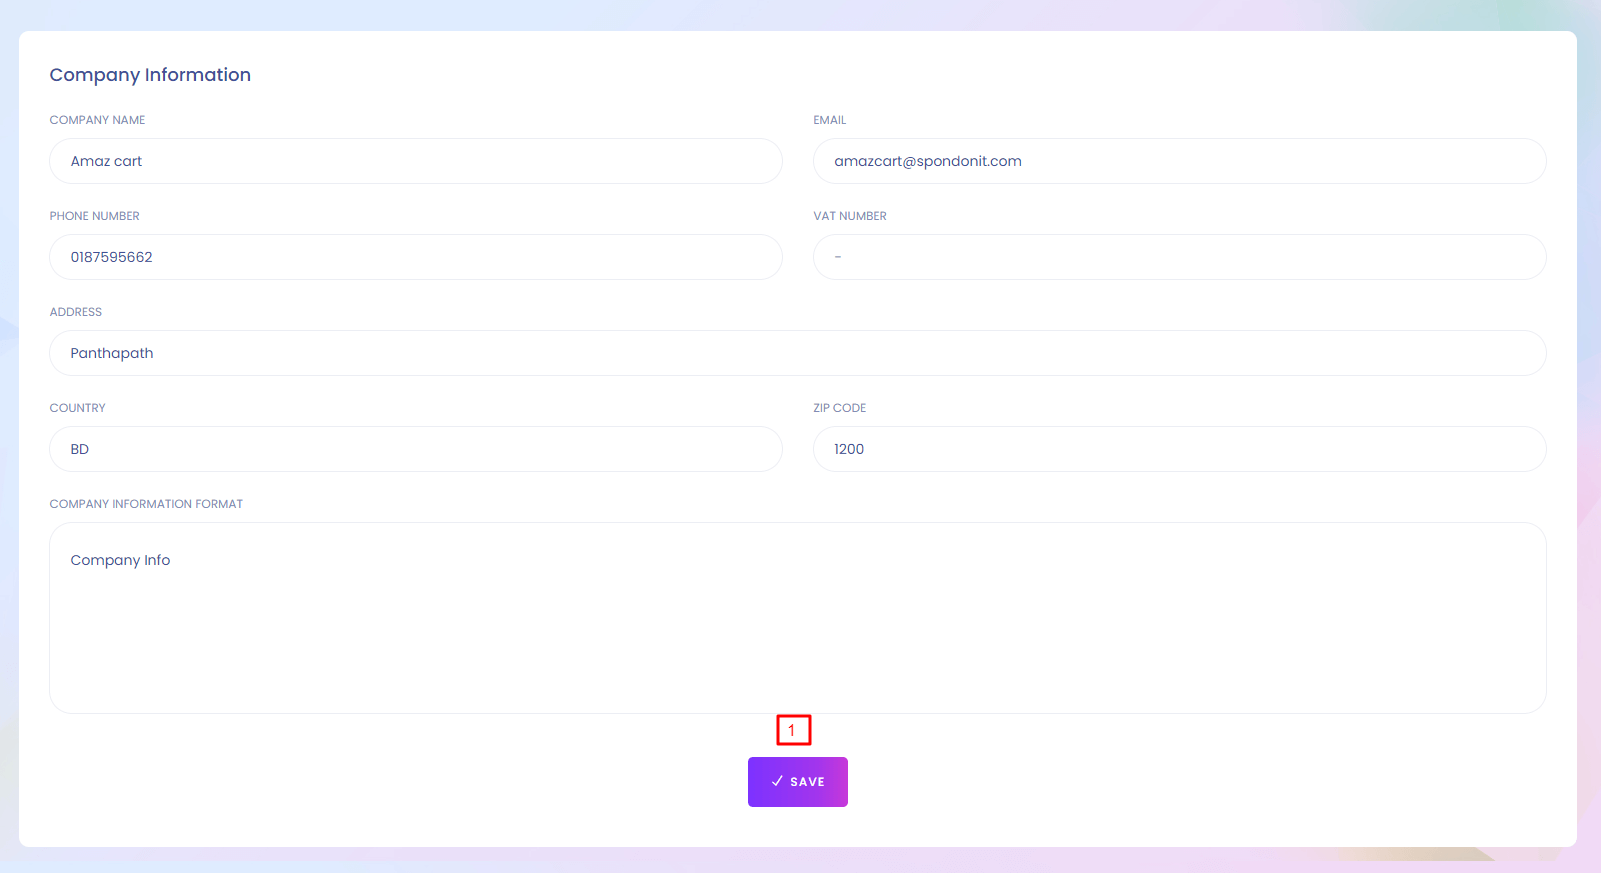 Company Information
COMPANY NAME
EMAIL
Amaz cart
amazcart@spondonit.com
PHONE NUMBER
VAT NUMBER
0187595662
-
ADDRESS
Panthapath
COUNTRY
ZIP CODE
BD
1200
COMPANY INFORMATION FORMAT
Company Info
1
✓ SAVE